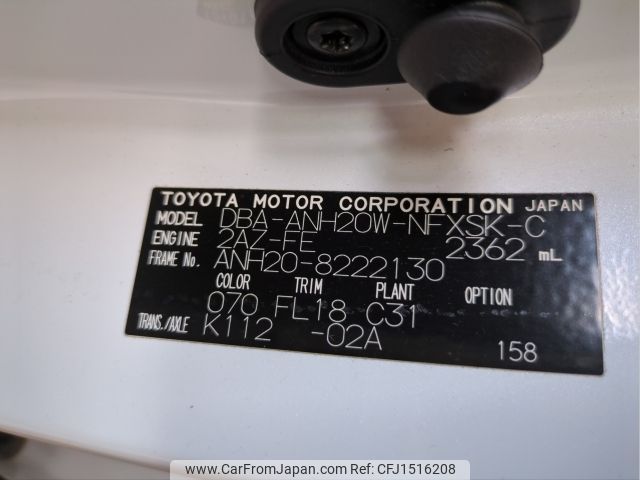 TOYOTA MOTOR CORPORATION JAPAN
MODEL DBA-ANH20W-NFXSK-C
ENGINE 2AZ-FE 2362 mL
FRAME No. ANH20-8222130
COLOR TRIM PLANT OPTION
070 FL18 C31
TRANS./AXLE K112 -02A
158
www.CarFromJapan.com CFJ1516208